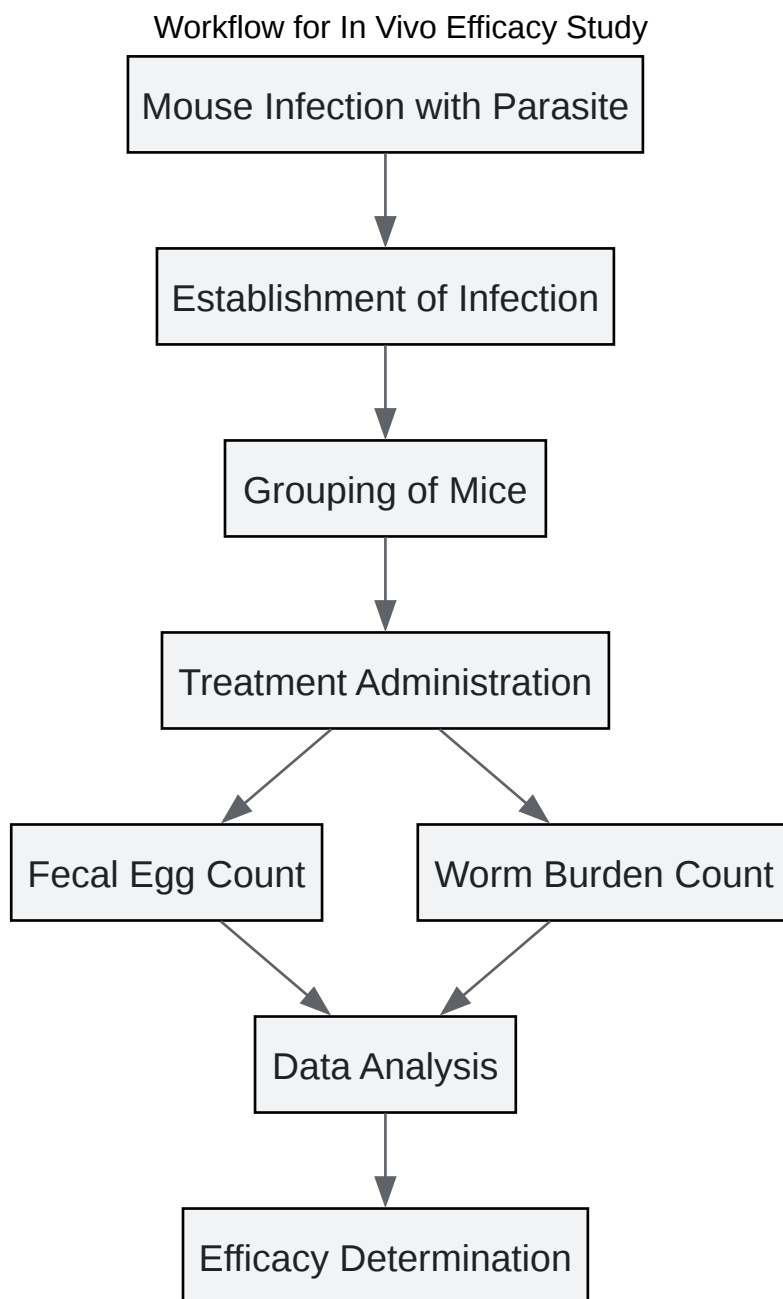 Workflow for In Vivo Efficacy Study
Mouse Infection with Parasite
Establishment of Infection
Grouping of Mice
Treatment Administration
Fecal Egg Count
Worm Burden Count
Data Analysis
Efficacy Determination